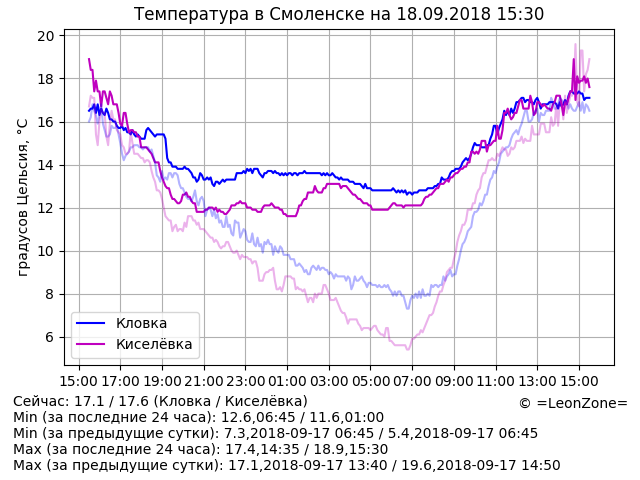 Температура в Смоленске на 18.09.2018 15:30
градусов Цельсия, °C
20
18
16
14
12
10
8
6
Кловка
Киселёвка
15:00 17:00 19:00 21:00 23:00 01:00 03:00 05:00 07:00 09:00 11:00 13:00 15:00
Сейчас: 17.1 / 17.6 (Кловка / Киселёвка)
© =LeonZone=
Min (за последние 24 часа): 12.6,06:45 / 11.6,01:00
Min (за предыдущие сутки): 7.3,2018-09-17 06:45 / 5.4,2018-09-17 06:45
Max (за последние 24 часа): 17.4,14:35 / 18.9,15:30
Max (за предыдущие сутки): 17.1,2018-09-17 13:40 / 19.6,2018-09-17 14:50